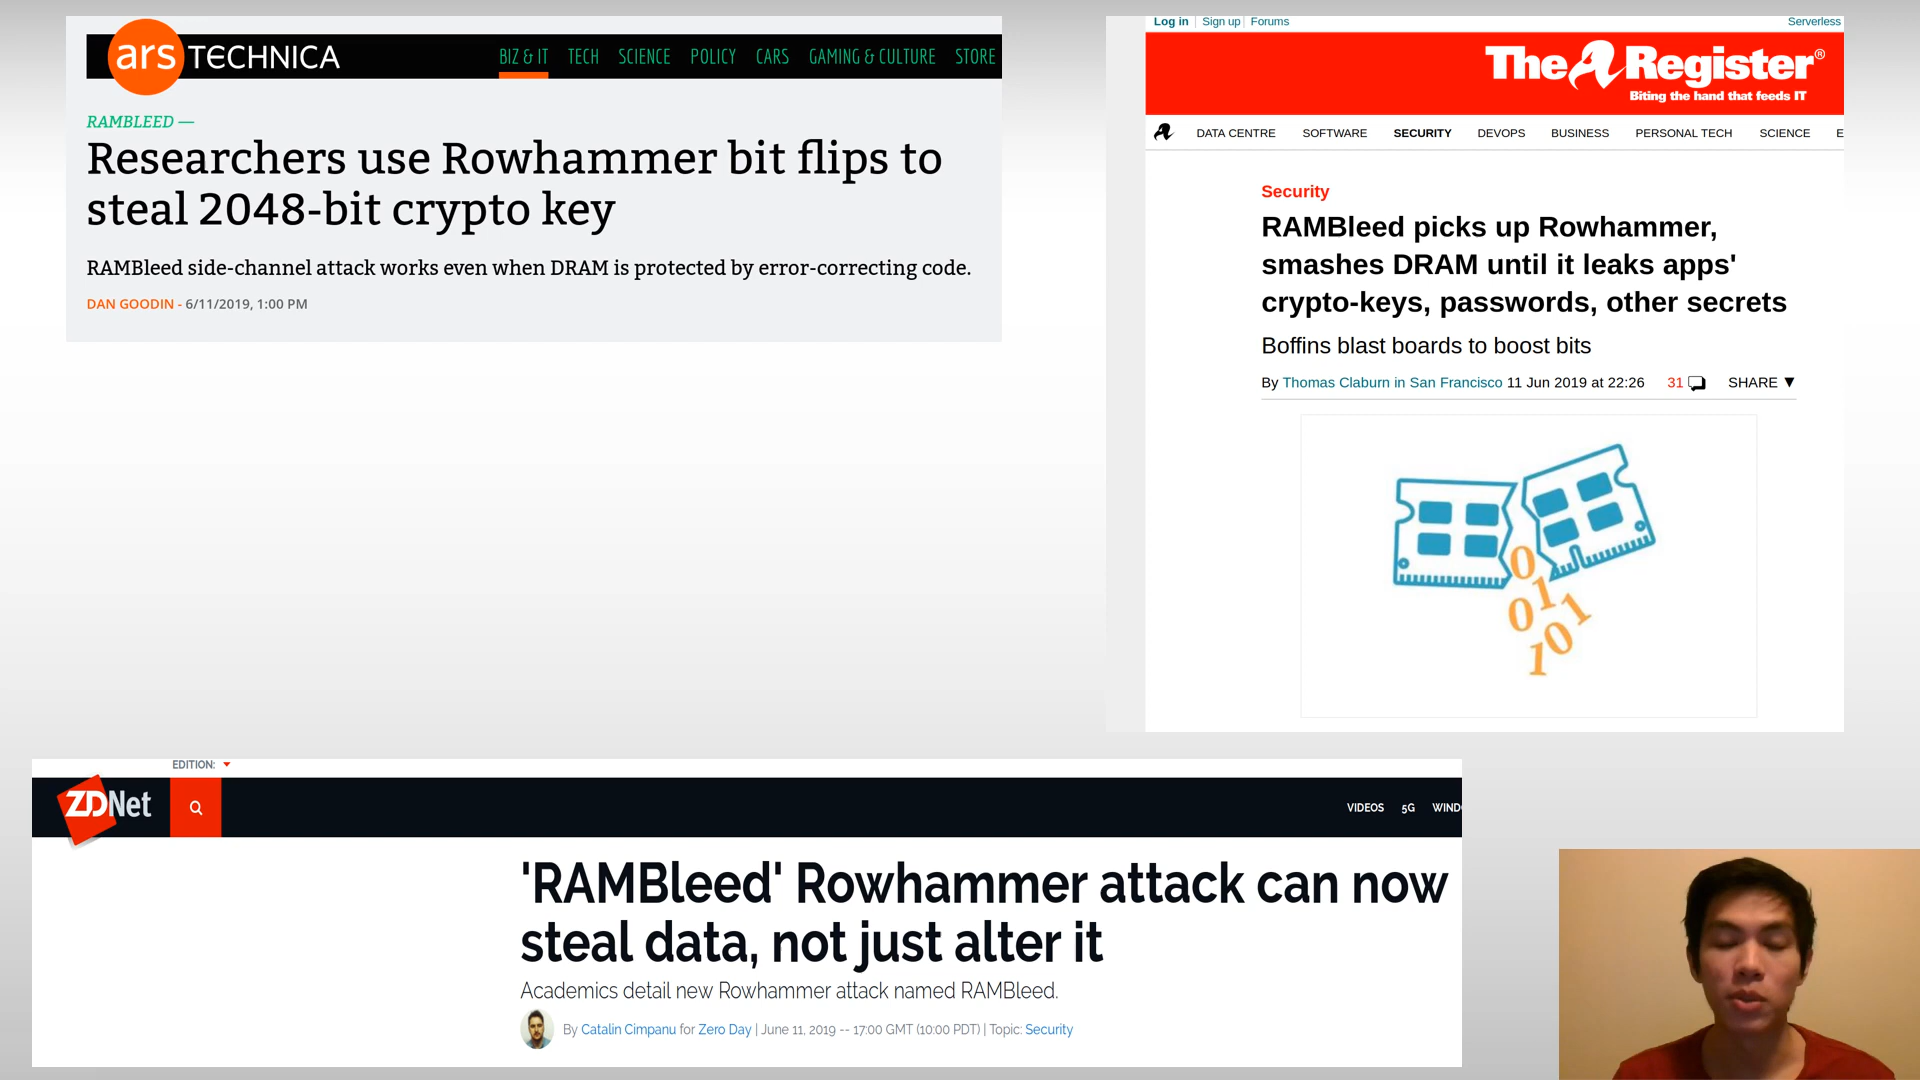 ars TECHNICA
BIZ & IT TECH SCIENCE POLICY CARS GAMING & CULTURE STORE
RAMBLEED —
Researchers use Rowhammer bit flips to
steal 2048-bit crypto key
RAMBleed side-channel attack works even when DRAM is protected by error-correcting code.
DAN GOODIN - 6/11/2019, 1:00 PM
Log in Sign up Forums Serverless
The Register®
Biting the hand that feeds IT
DATA CENTRE SOFTWARE SECURITY DEVOPS BUSINESS PERSONAL TECH SCIENCE E
Security
RAMBleed picks up Rowhammer,
smashes DRAM until it leaks apps'
crypto-keys, passwords, other secrets
Boffins blast boards to boost bits
By Thomas Claburn in San Francisco 11 Jun 2019 at 22:26 31 SHARE ▼
0
1
0 1
0
1
EDITION:
ZDNet
VIDEOS 5G WIND
'RAMBleed' Rowhammer attack can now
steal data, not just alter it
Academics detail new Rowhammer attack named RAMBleed.
By Catalin Cimpanu for Zero Day | June 11, 2019 -- 17:00 GMT (10:00 PDT) | Topic: Security